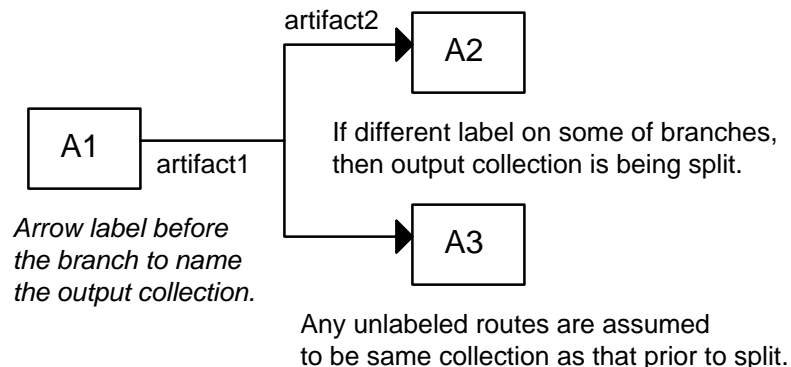 artifact2
A2
A1
artifact1
If different label on some of branches,
then output collection is being split.
Arrow label before
the branch to name
the output collection.
A3
Any unlabeled routes are assumed
to be same collection as that prior to split.